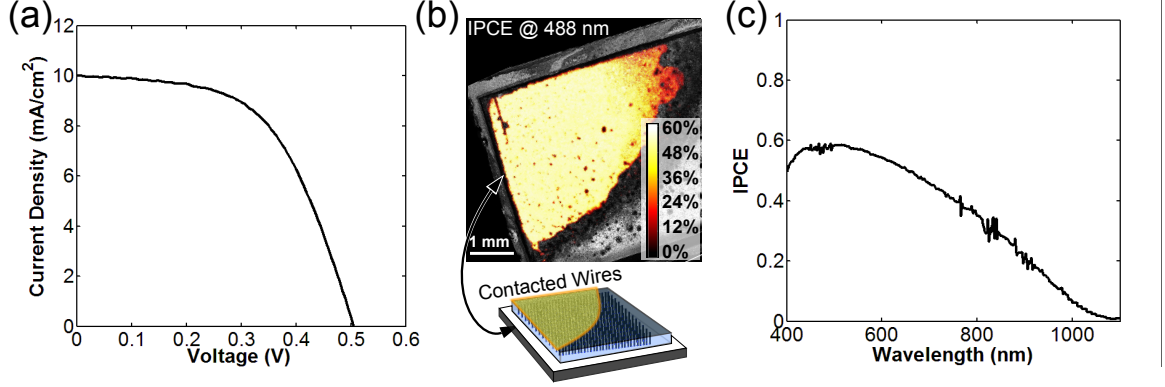 (a)
12
10
8
6
4
2
0
Current Density (mA/cm²)
0 0.1 0.2 0.3 0.4 0.5 0.6
Voltage (V)
(b)
IPCE @ 488 nm
60%
48%
36%
24%
12%
0%
1 mm
Contacted Wires
(c)
1
0.8
0.6
0.4
0.2
0
IPCE
400 600 800 1000
Wavelength (nm)